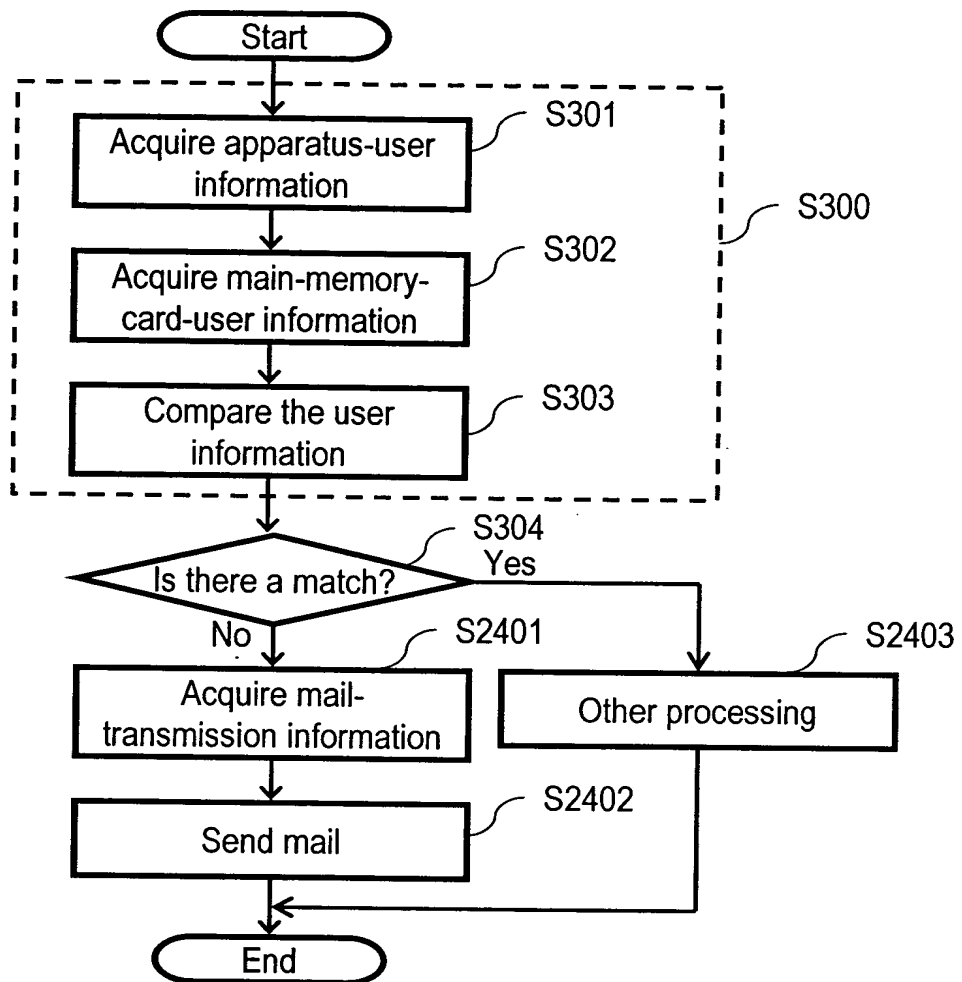 Start
S301
Acquire apparatus-user
information
S300
S302
Acquire main-memory-
card-user information
S303
Compare the user
information
S304
Is there a match?
Yes
No
S2401
S2403
Acquire mail-
transmission information
Other processing
S2402
Send mail
End